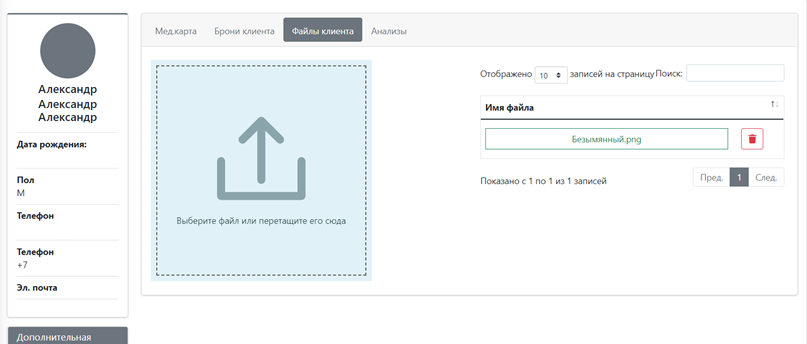 Александр
Александр
Александр
Дата рождения:
Пол
М
Телефон
Телефон
+7
Эл. почта
Дополнительная
Мед.карта Брони клиента Файлы клиента Анализы
Выберите файл или перетащите его сюда
Отображено 10 записей на страницу Поиск:
Имя файла
Безымянный.png
Показано с 1 по 1 из 1 записей
Пред. 1 След.